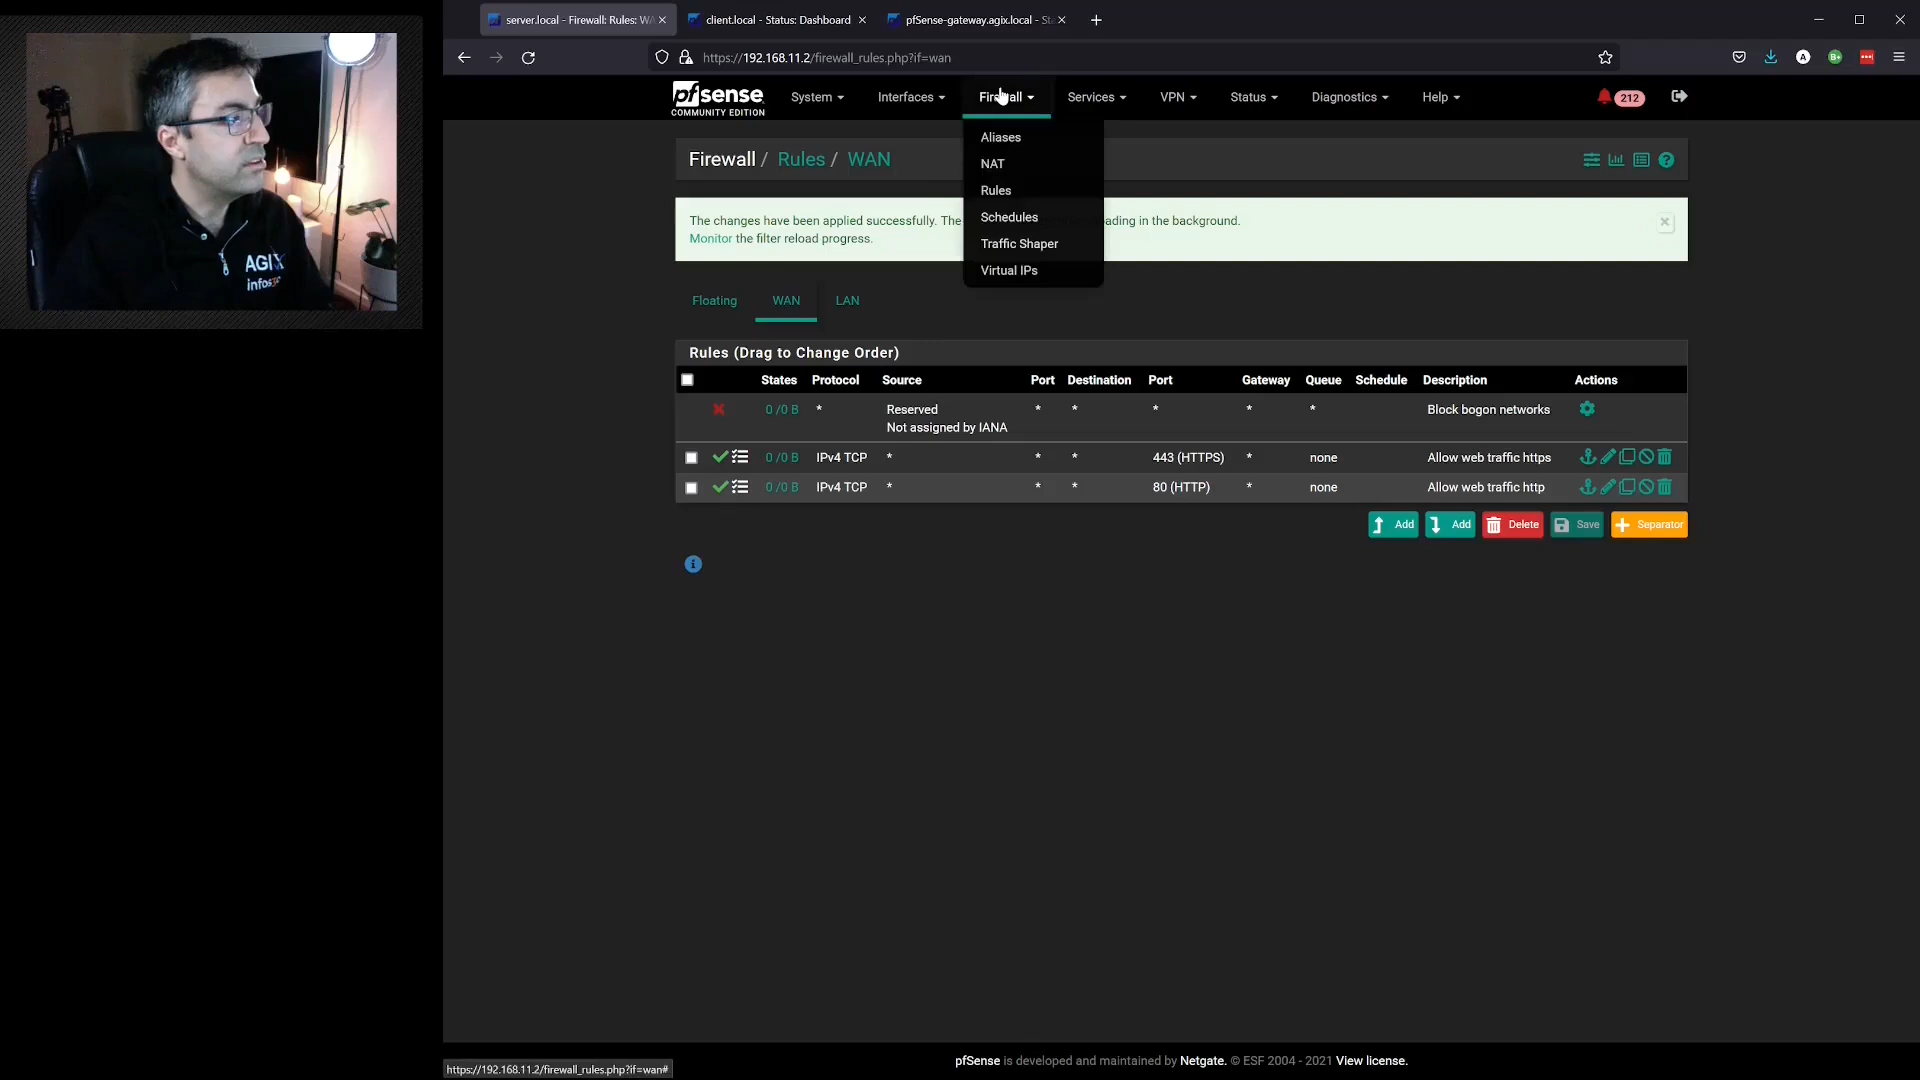 server.local - Firewall: Rules: WA
client.local - Status: Dashboard
pfSense-gateway.agix.local - Sta
https://192.168.11.2/firewall_rules.php?if=wan
pfsense
COMMUNITY EDITION
System
Interfaces
Firewall
Services
VPN
Status
Diagnostics
Help
212
Aliases
NAT
Rules
Schedules
Traffic Shaper
Virtual IPs
Firewall / Rules / WAN
The changes have been applied successfully. The
ading in the background.
Monitor the filter reload progress.
Floating
WAN
LAN
Rules (Drag to Change Order)
States Protocol Source Port Destination Port Gateway Queue Schedule Description Actions
0 /0 B * Reserved * * * * * Block bogon networks
Not assigned by IANA
0 /0 B IPv4 TCP * * * 443 (HTTPS) * none Allow web traffic https
0 /0 B IPv4 TCP * * * 80 (HTTP) * none Allow web traffic http
Add
Add
Delete
Save
Separator
AGIX
pfSense is developed and maintained by Netgate. © ESF 2004 - 2021 View license.
https://192.168.11.2/firewall_rules.php?if=wan#